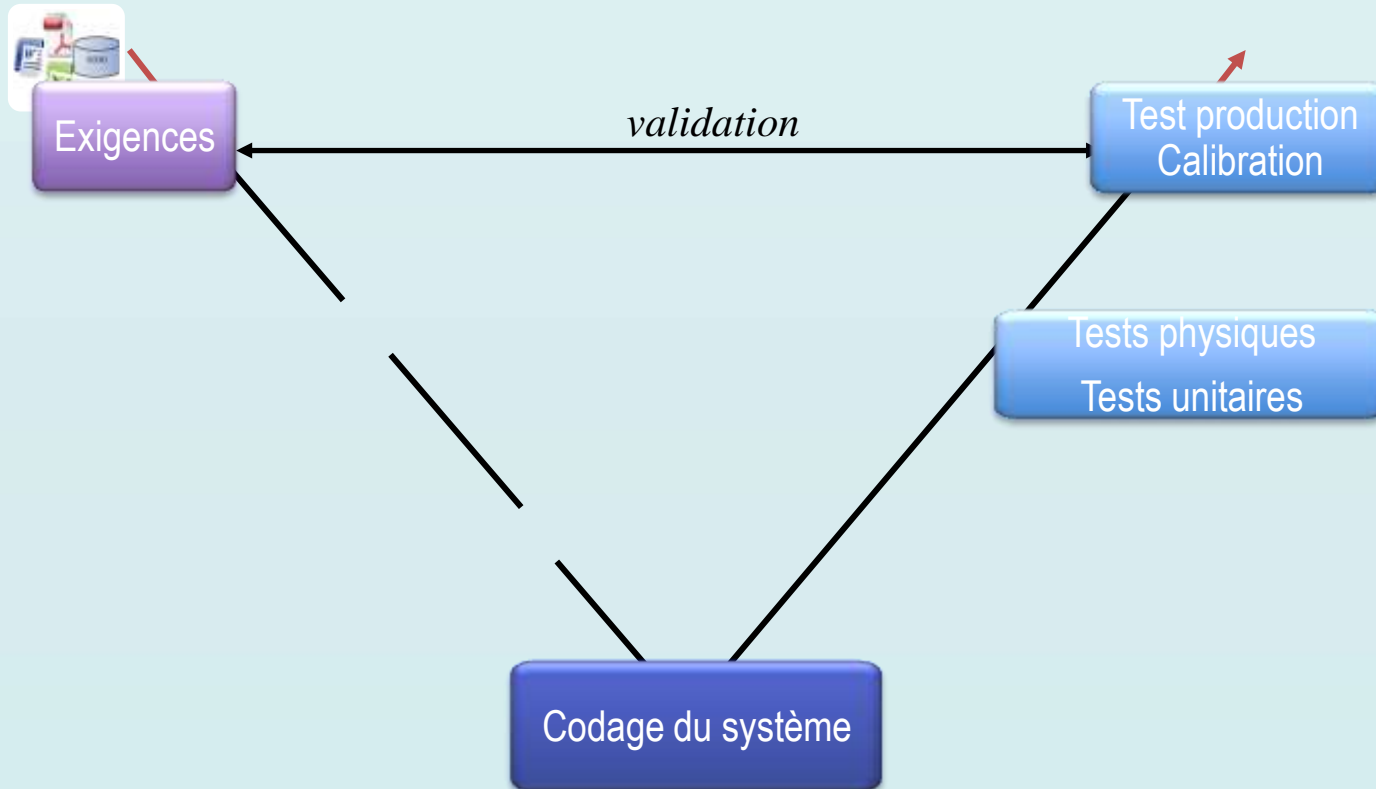 Exigences
validation
Test production
Calibration
Tests physiques
Tests unitaires
Codage du système